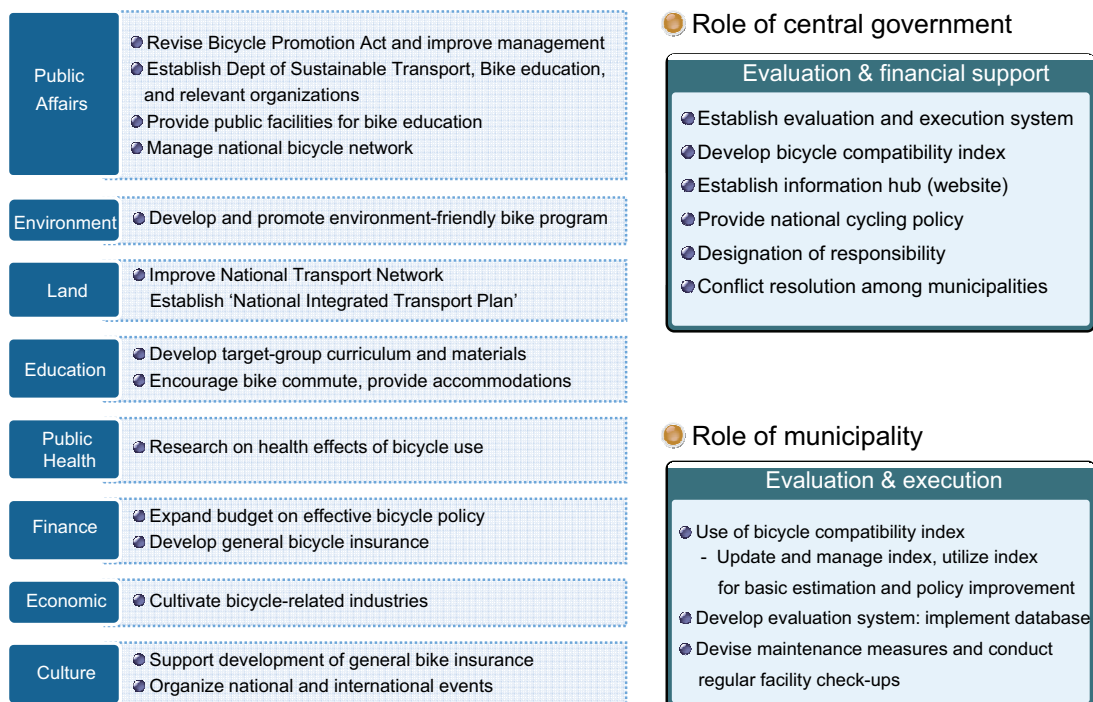 Public
Affairs
Revise Bicycle Promotion Act and improve management
Establish Dept of Sustainable Transport, Bike education,
and relevant organizations
Provide public facilities for bike education
Manage national bicycle network
Environment
Develop and promote environment-friendly bike program
Land
Improve National Transport Network
Establish ‘National Integrated Transport Plan’
Education
Develop target-group curriculum and materials
Encourage bike commute, provide accommodations
Public
Health
Research on health effects of bicycle use
Finance
Expand budget on effective bicycle policy
Develop general bicycle insurance
Economic
Cultivate bicycle-related industries
Culture
Support development of general bike insurance
Organize national and international events
Role of central government
Evaluation & financial support
Establish evaluation and execution system
Develop bicycle compatibility index
Establish information hub (website)
Provide national cycling policy
Designation of responsibility
Conflict resolution among municipalities
Role of municipality
Evaluation & execution
Use of bicycle compatibility index
- Update and manage index, utilize index
for basic estimation and policy improvement
Develop evaluation system: implement database
Devise maintenance measures and conduct
regular facility check-ups